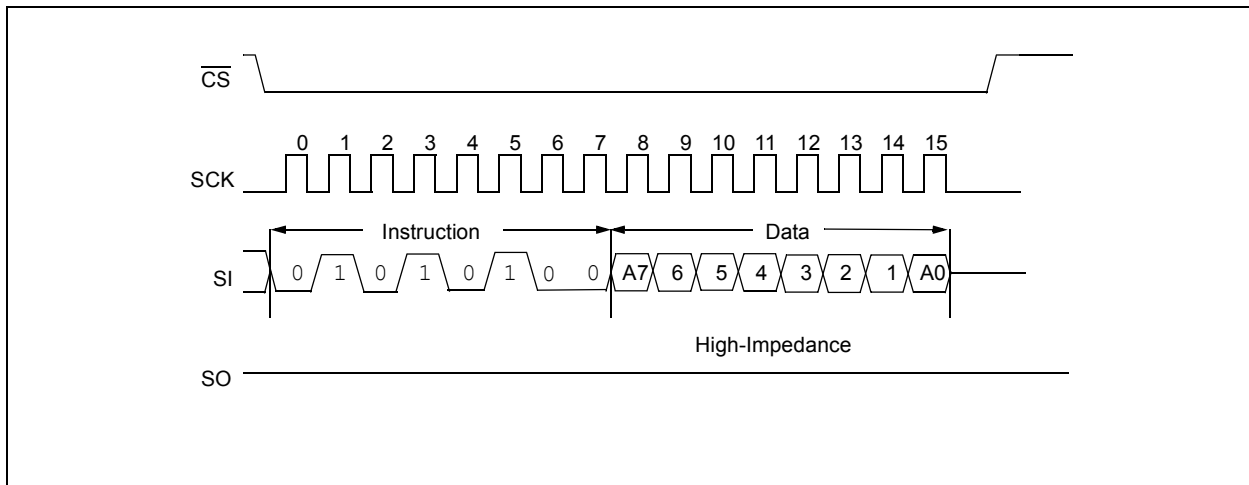 CS
0 1 2 3 4 5 6 7 8 9 10 11 12 13 14 15
SCK
Instruction Data
SI 0 1 0 1 0 1 0 0 A7 6 5 4 3 2 1 A0
High-Impedance
SO